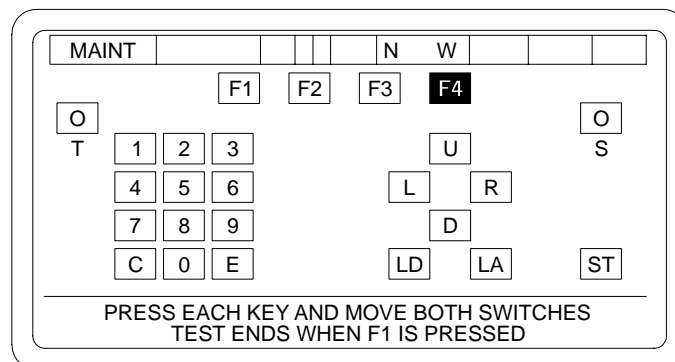 MAINT N W
F1 F2 F3 F4
O O
T 1 2 3 U S
4 5 6 L R
7 8 9 D
C 0 E LD LA ST
PRESS EACH KEY AND MOVE BOTH SWITCHES
TEST ENDS WHEN F1 IS PRESSED